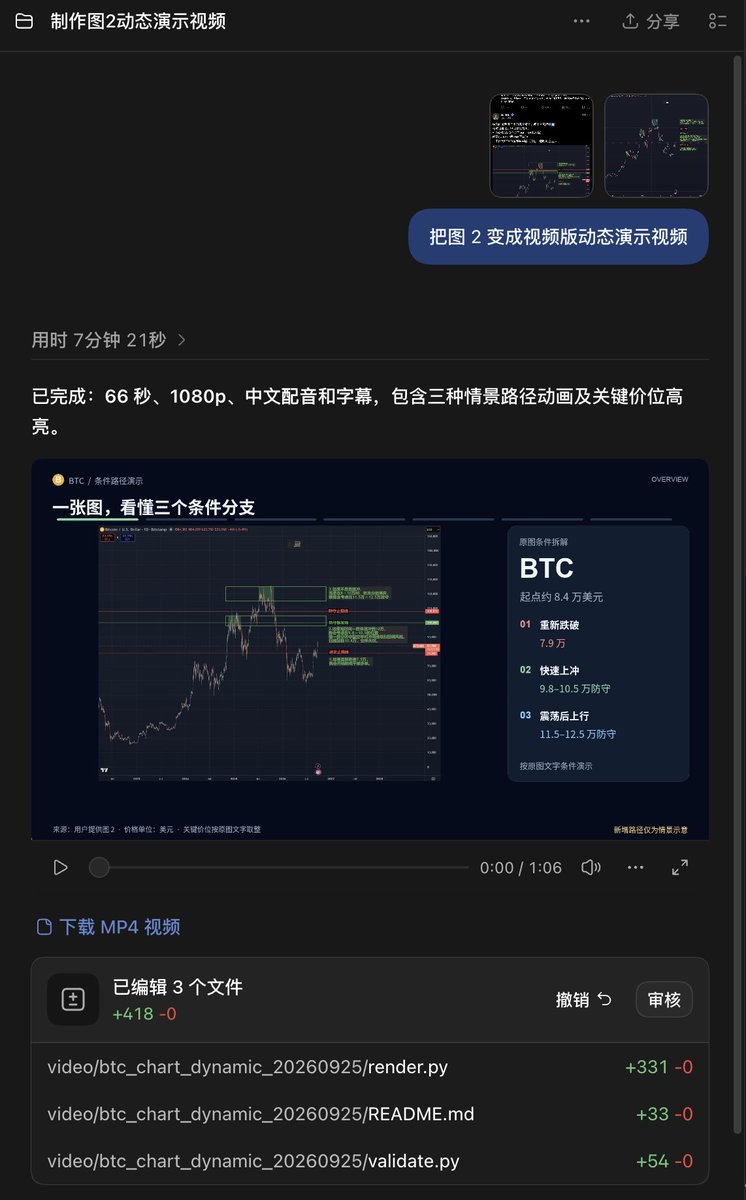 制作图2动态演示视频
分享
把图 2 变成视频版动态演示视频
用时 7分钟 21秒
已完成：66 秒、1080p、中文配音和字幕，包含三种情景路径动画及关键价位高
亮。
BTC / 条件路径演示
OVERVIEW
一张图，看懂三个条件分支
原图条件拆解
BTC
起点约 8.4 万美元
01 重新跌破
7.9 万
02 快速上冲
9.8–10.5 万防守
03 震荡后上行
11.5–12.5 万防守
按原图文字条件演示
来源：用户提供图 2 · 价格单位：美元 · 关键价位按原图文字取整
新增路径仅为情景示意
0:00 / 1:06
下载 MP4 视频
已编辑 3 个文件
+418 -0
撤销
审核
video/btc_chart_dynamic_20260925/render.py
+331 -0
video/btc_chart_dynamic_20260925/README.md
+33 -0
video/btc_chart_dynamic_20260925/validate.py
+54 -0